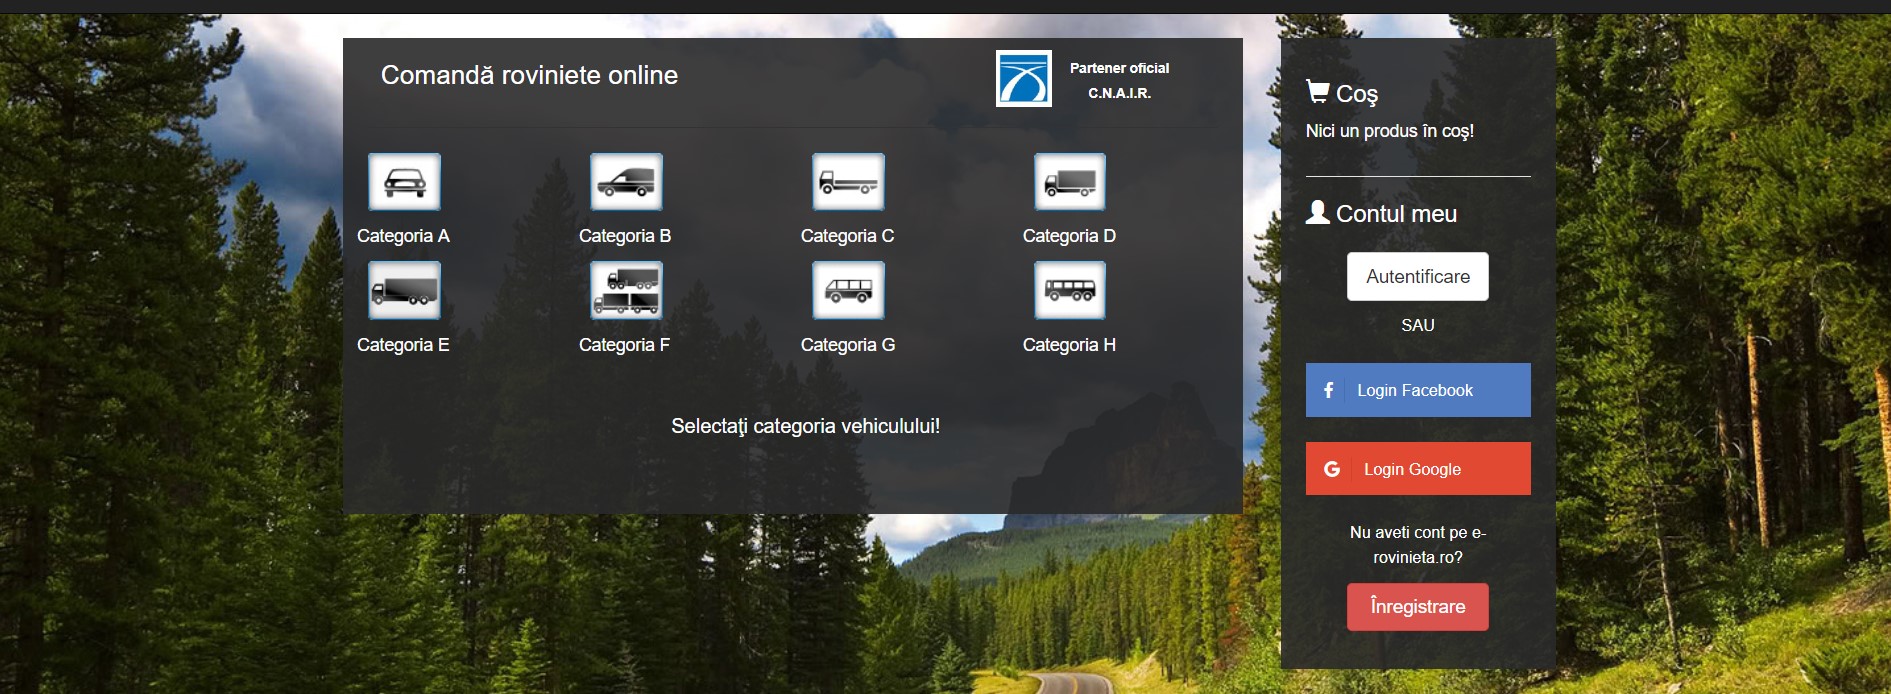 Comandă roviniete online
Partener oficial
C.N.A.I.R.
Categoria A
Categoria B
Categoria C
Categoria D
Categoria E
Categoria F
Categoria G
Categoria H
Selectaţi categoria vehiculului!
Coş
Nici un produs în coş!
Contul meu
Autentificare
SAU
Login Facebook
Login Google
Nu aveti cont pe e-
rovinieta.ro?
Înregistrare